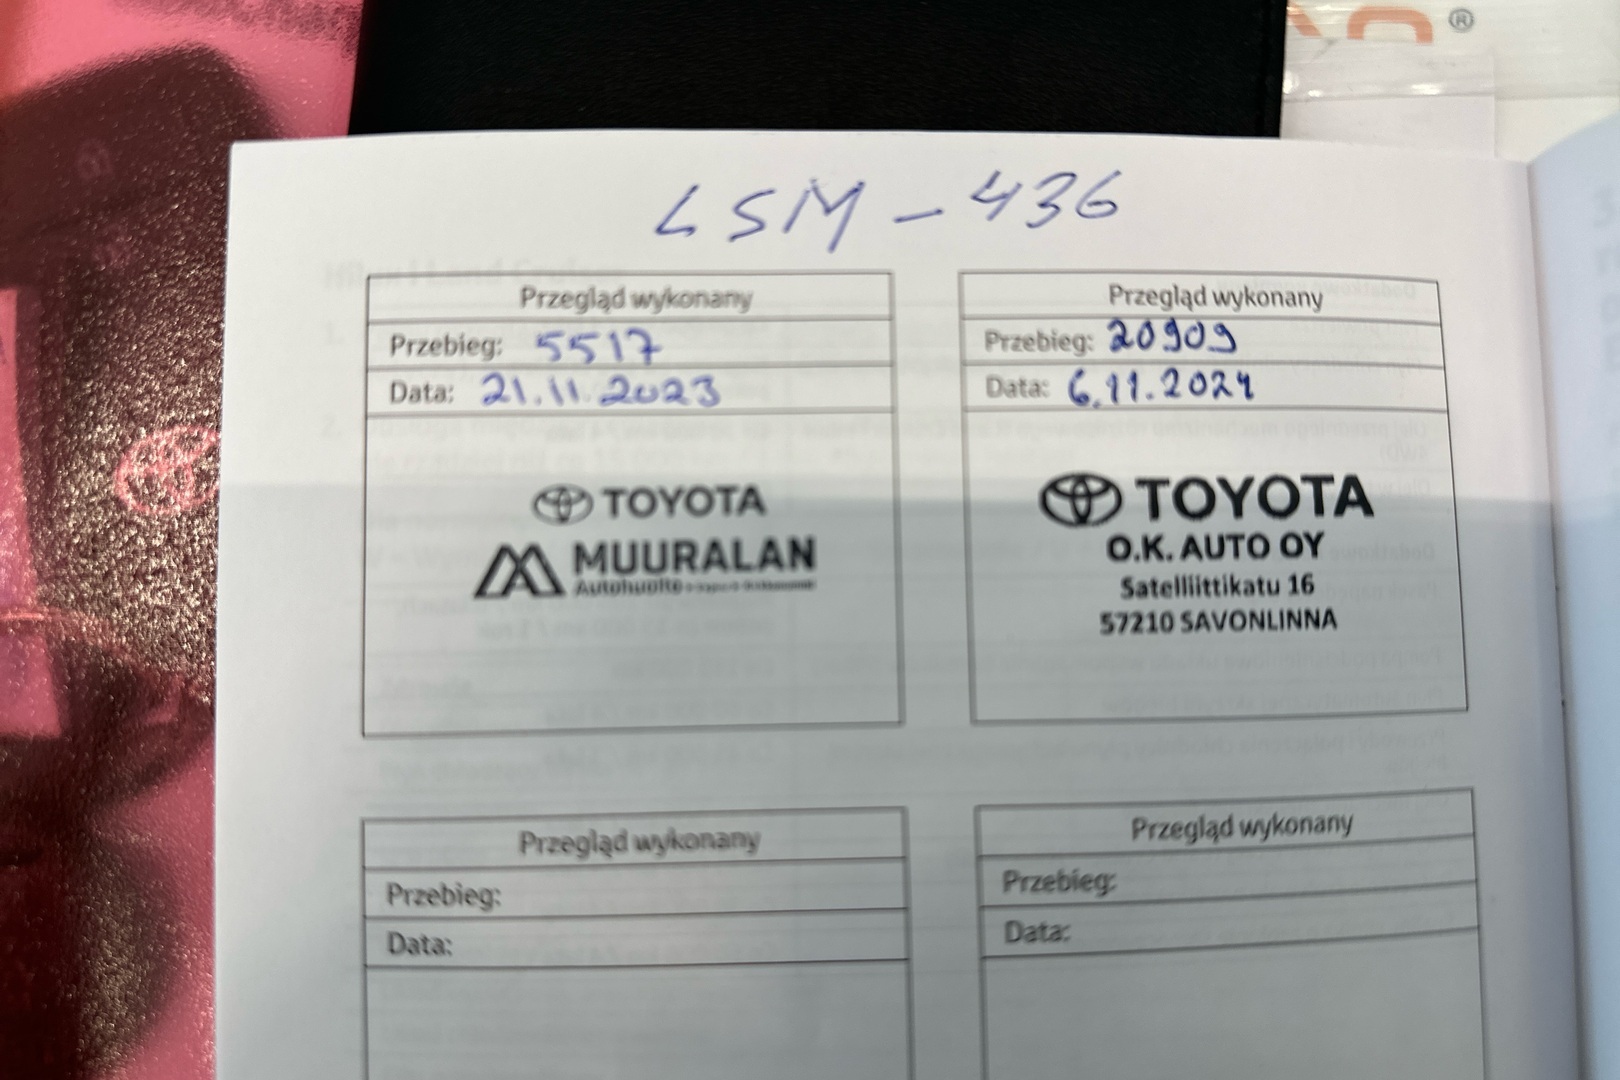 ®
LSM - 436
Przegląd wykonany
Przebieg: 5517
Data: 21.11.2023
TOYOTA
MUURALAN
Autohuolto
Przegląd wykonany
Przebieg: 20909
Data: 6.11.2024
TOYOTA
O.K. AUTO OY
Satelliittikatu 16
57210 SAVONLINNA
Przegląd wykonany
Przebieg:
Data:
Przegląd wykonany
Przebieg:
Data: